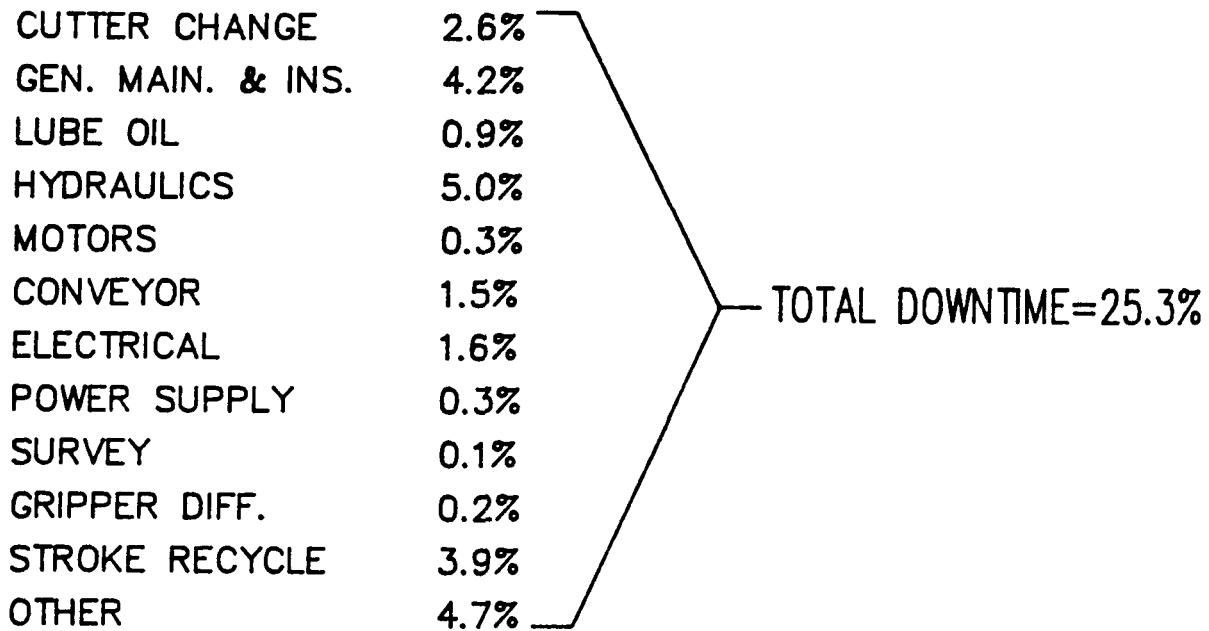 CUTTER CHANGE 2.6%
GEN. MAIN. & INS. 4.2%
LUBE OIL 0.9%
HYDRAULICS 5.0%
MOTORS 0.3%
CONVEYOR 1.5%
ELECTRICAL 1.6%
POWER SUPPLY 0.3%
SURVEY 0.1%
GRIPPER DIFF. 0.2%
STROKE RECYCLE 3.9%
OTHER 4.7%
TOTAL DOWNTIME=25.3%